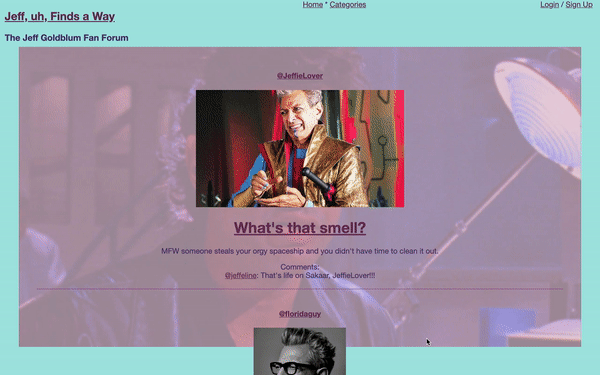 Home * Categories
Login / Sign Up
Jeff, uh, Finds a Way
The Jeff Goldblum Fan Forum
@JeffieLover
What's that smell?
MFW someone steals your orgy spaceship and you didn't have time to clean it out.
Comments:
@jeffeline: That's life on Sakaar, JeffieLover!!!
@floridaguy